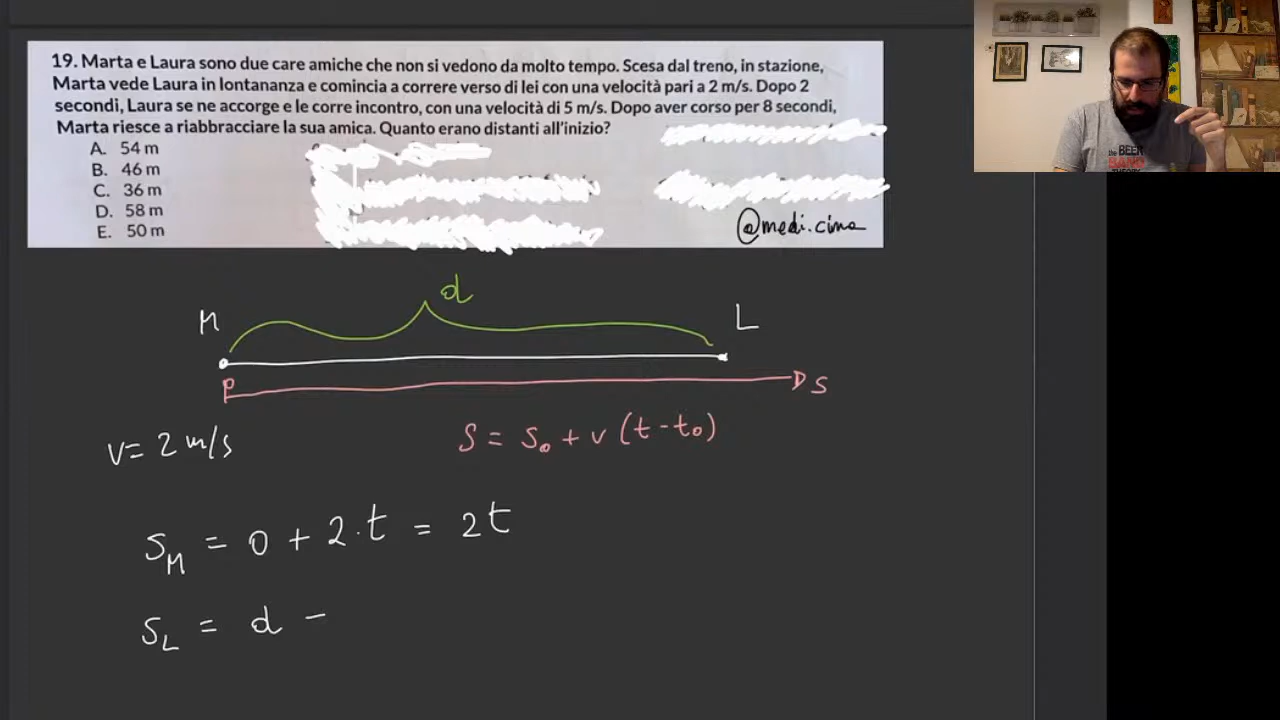 19. Marta e Laura sono due care amiche che non si vedono da molto tempo. Scesa dal treno, in stazione,
Marta vede Laura in lontananza e comincia a correre verso di lei con una velocità pari a 2 m/s. Dopo 2
secondi, Laura se ne accorge e le corre incontro, con una velocità di 5 m/s. Dopo aver corso per 8 secondi,
Marta riesce a riabbracciare la sua amica. Quanto erano distanti all'inizio?
A. 54 m
B. 46 m
C. 36 m
D. 58 m
E. 50 m
@medi.cina
d
M L
S
v = 2 m/s
S = S₀ + v (t - t₀)
S_M = 0 + 2·t = 2t
S_L = d -
the BEER
BANG
THEORY